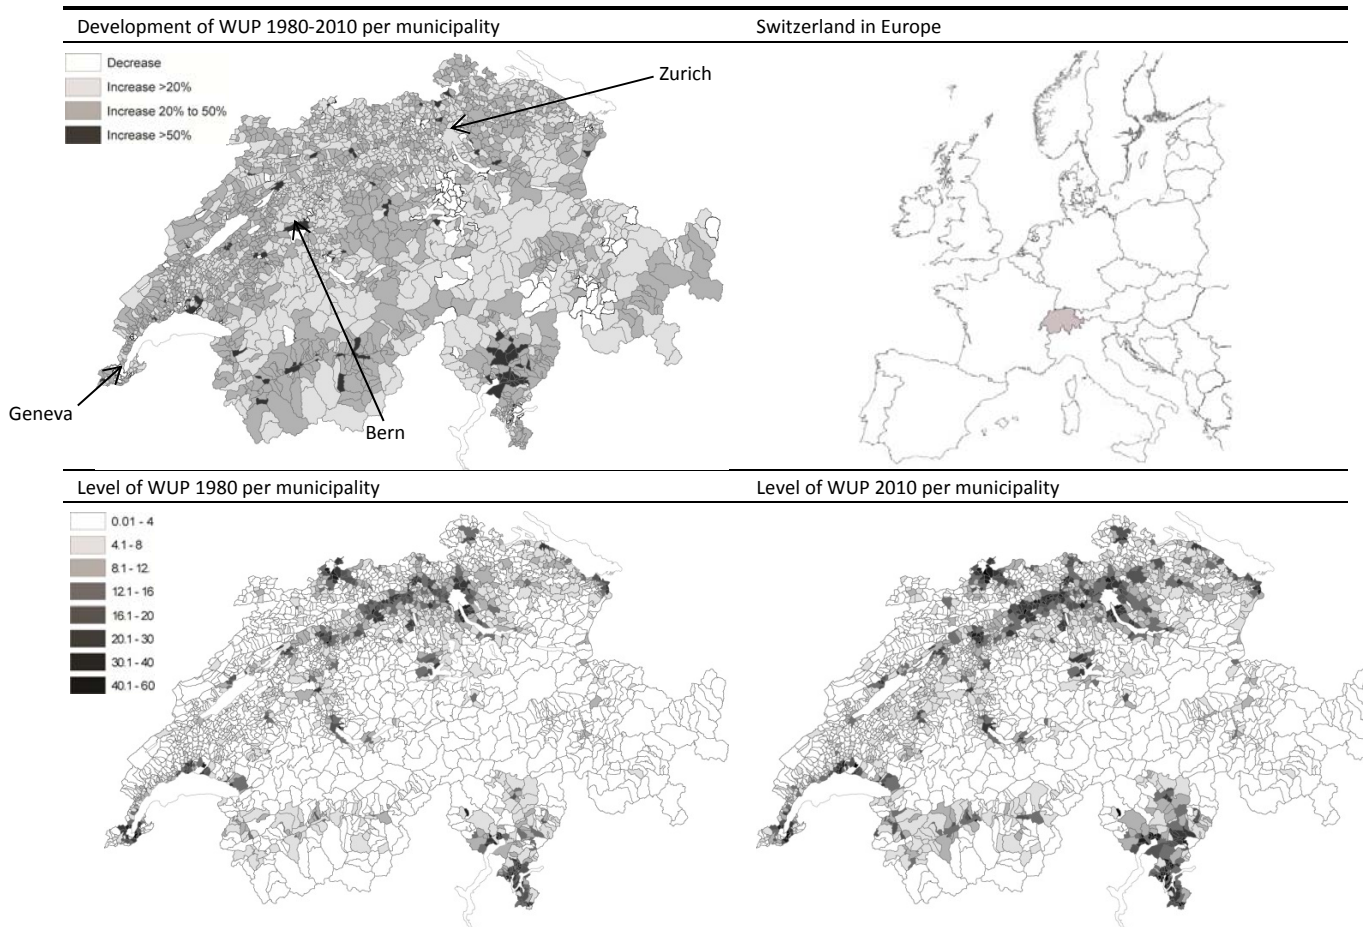 Development of WUP 1980-2010 per municipality
Switzerland in Europe
Decrease
Increase >20%
Increase 20% to 50%
Increase >50%
Zurich
Geneva
Bern
Level of WUP 1980 per municipality
Level of WUP 2010 per municipality
0.01 - 4
4.1 - 8
8.1 - 12
12.1 - 16
16.1 - 20
20.1 - 30
30.1 - 40
40.1 - 60